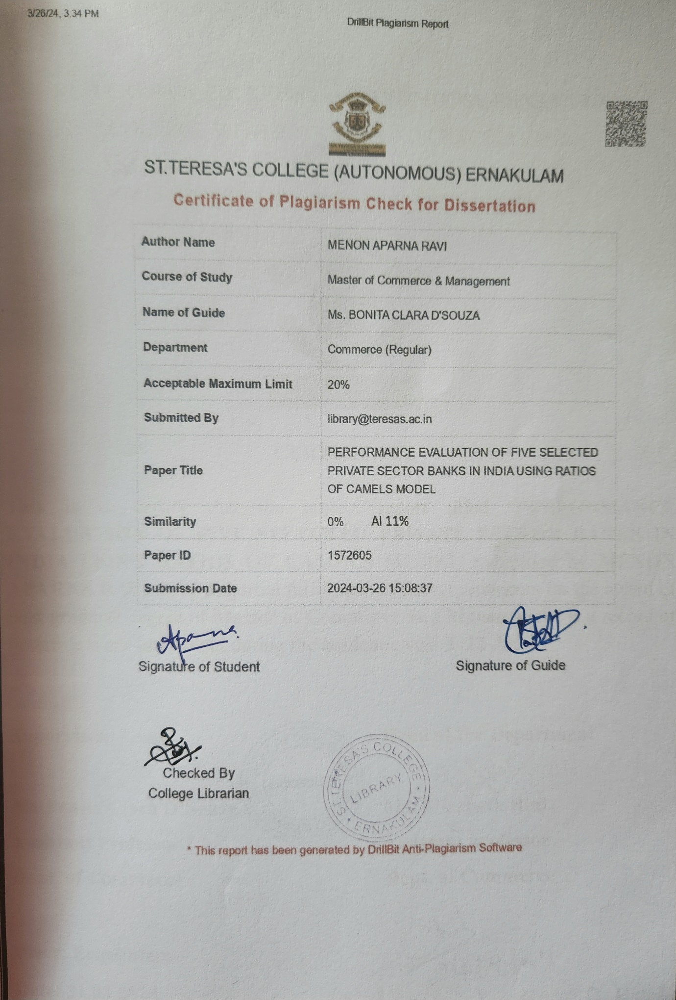 3/26/24, 3:34 PM
DrillBit Plagiarism Report
ST.TERESA'S COLLEGE (AUTONOMOUS) ERNAKULAM
Certificate of Plagiarism Check for Dissertation
Author Name MENON APARNA RAVI
Course of Study Master of Commerce & Management
Name of Guide Ms. BONITA CLARA D'SOUZA
Department Commerce (Regular)
Acceptable Maximum Limit 20%
Submitted By library@teresas.ac.in
Paper Title PERFORMANCE EVALUATION OF FIVE SELECTED
PRIVATE SECTOR BANKS IN INDIA USING RATIOS
OF CAMELS MODEL
Similarity 0% AI 11%
Paper ID 1572605
Submission Date 2024-03-26 15:08:37
Aparna
Signature of Student
Signature of Guide
Checked By
College Librarian
ST.TERESA'S COLLEGE
LIBRARY
* ERNAKULAM *
* This report has been generated by DrillBit Anti-Plagiarism Software